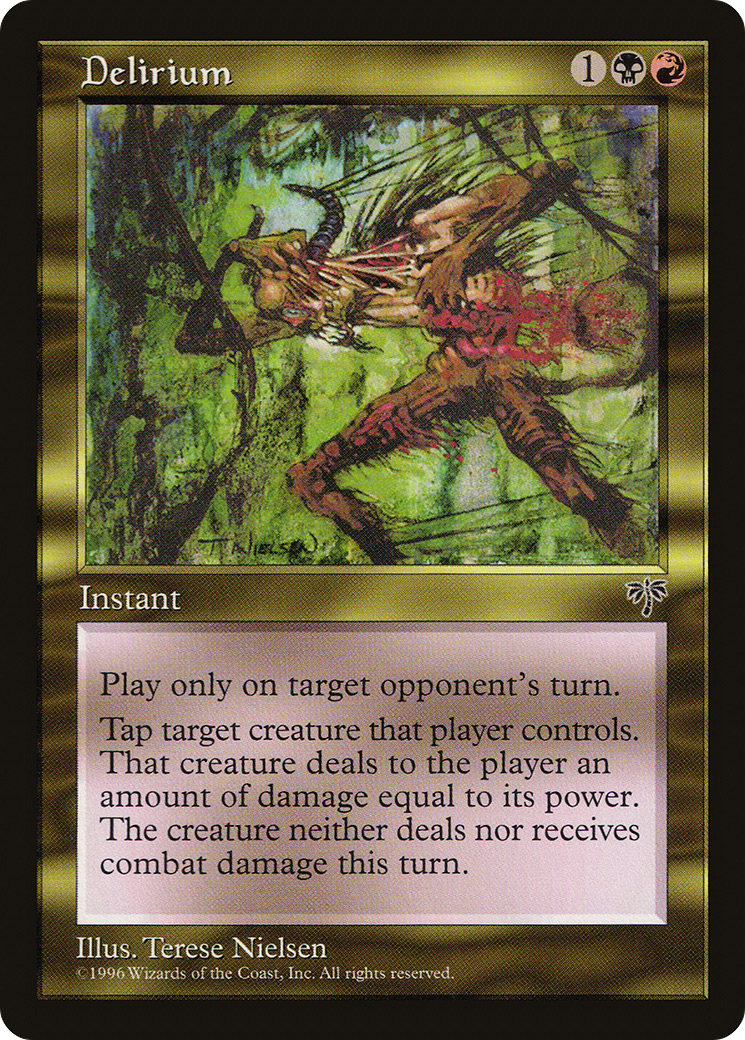 Delirium
1
T. NIELSEN
Instant
Play only on target opponent's turn.
Tap target creature that player controls.
That creature deals to the player an
amount of damage equal to its power.
The creature neither deals nor receives
combat damage this turn.
Illus. Terese Nielsen
©1996 Wizards of the Coast, Inc. All rights reserved.